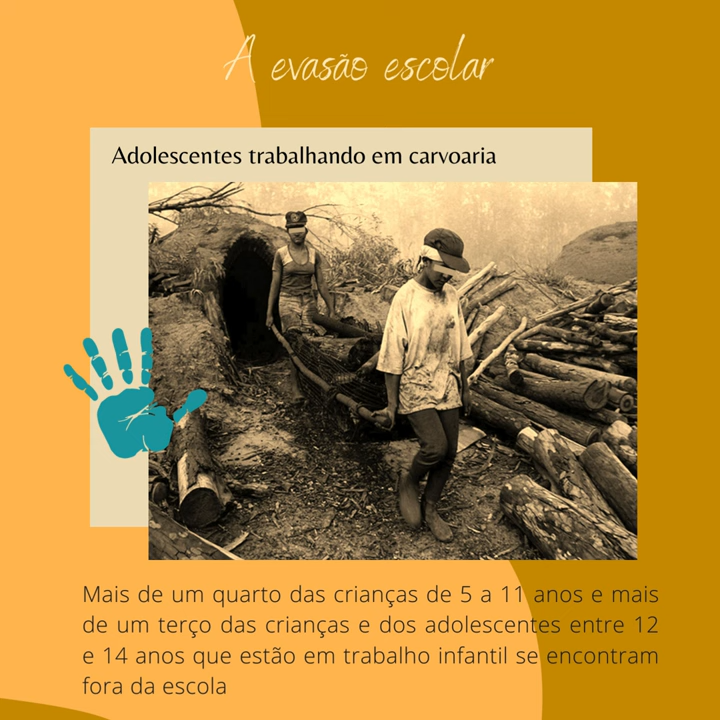 A evasão escolar
Adolescentes trabalhando em carvoaria
Mais de um quarto das crianças de 5 a 11 anos e mais
de um terço das crianças e dos adolescentes entre 12
e 14 anos que estão em trabalho infantil se encontram
fora da escola